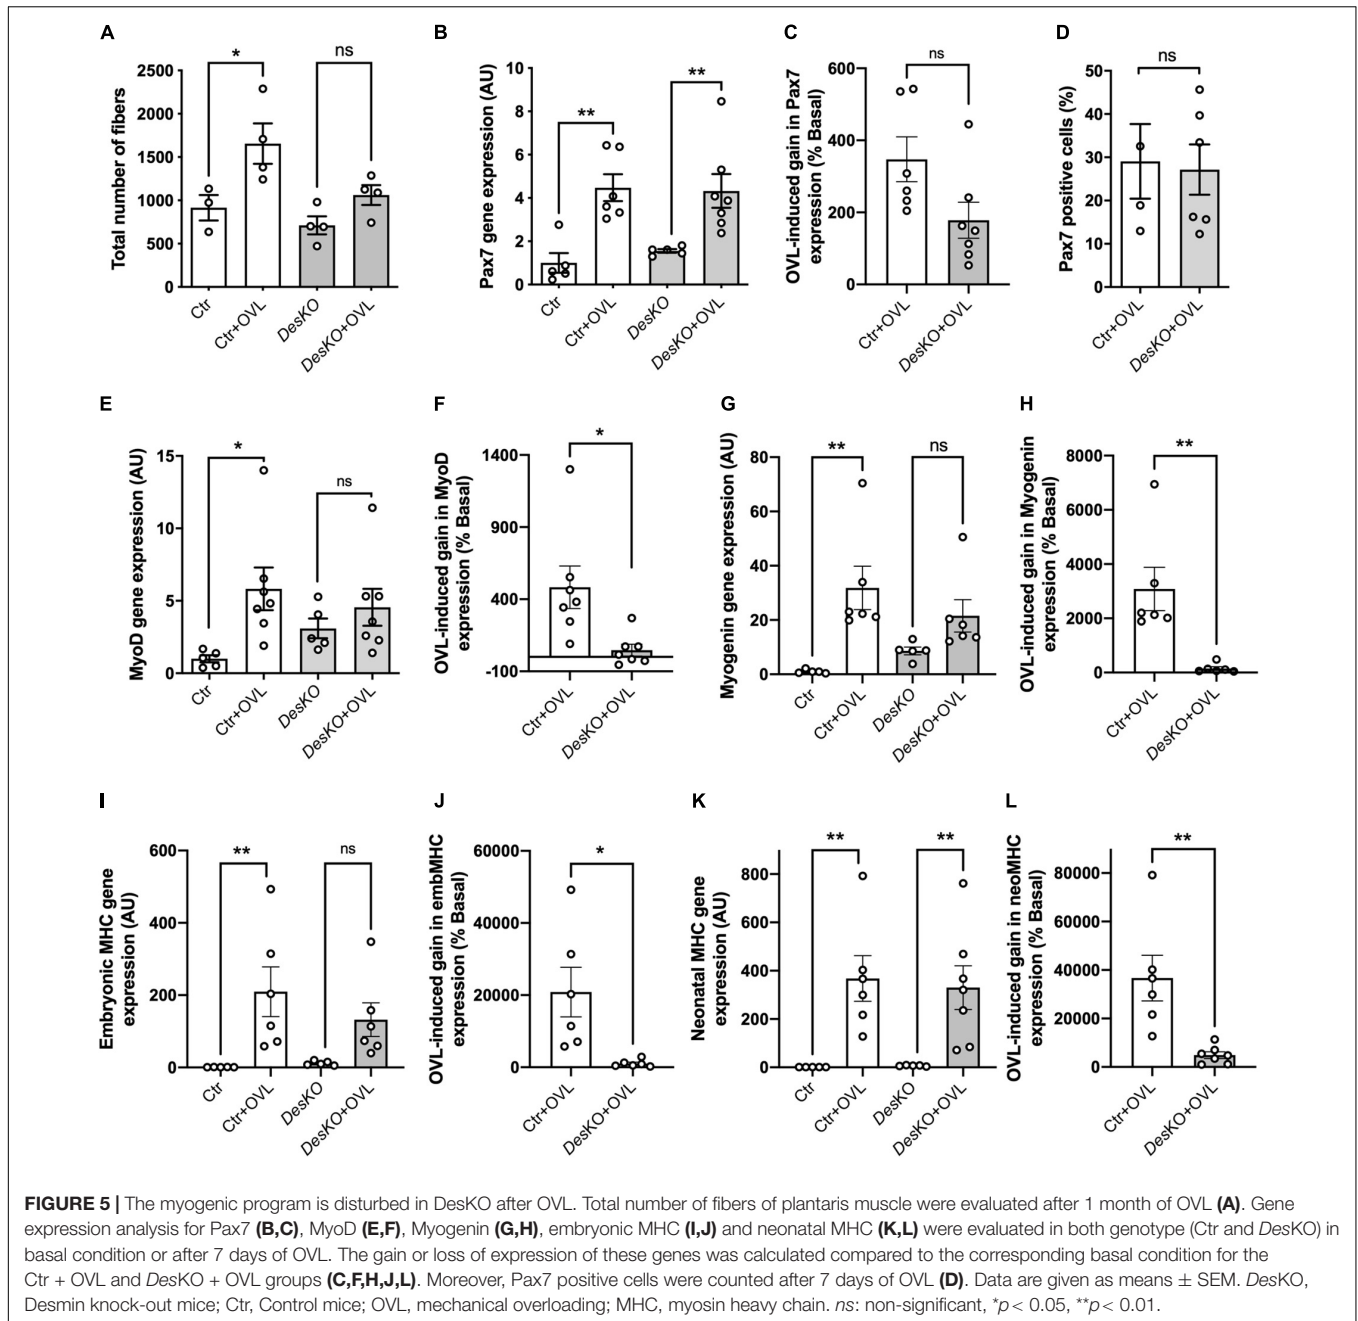 A
Total number of fibers
2500
2000
1500
1000
500
0
*
ns
Ctr
Ctr+OVL
DesKO
DesKO+OVL
B
Pax7 gene expression (AU)
10
8
6
4
2
0
**
**
Ctr
Ctr+OVL
DesKO
DesKO+OVL
C
OVL-induced gain in Pax7
expression (% Basal)
600
400
200
0
ns
Ctr+OVL
DesKO+OVL
D
Pax7 positive cells (%)
50
40
30
20
10
0
ns
Ctr+OVL
DesKO+OVL
E
MyoD gene expression (AU)
15
10
5
0
*
ns
Ctr
Ctr+OVL
DesKO
DesKO+OVL
F
OVL-induced gain in MyoD
expression (% Basal)
1400
900
400
-100
*
Ctr+OVL
DesKO+OVL
G
Myogenin gene expression (AU)
80
60
40
20
0
**
ns
Ctr
Ctr+OVL
DesKO
DesKO+OVL
H
OVL-induced gain in Myogenin
expression (% Basal)
8000
6000
4000
2000
0
**
Ctr+OVL
DesKO+OVL
I
Embryonic MHC gene
expression (AU)
600
400
200
0
**
ns
Ctr
Ctr+OVL
DesKO
DesKO+OVL
J
OVL-induced gain in embMHC
expression (% Basal)
60000
40000
20000
0
*
Ctr+OVL
DesKO+OVL
K
Neonatal MHC gene
expression (AU)
800
600
400
200
0
**
**
Ctr
Ctr+OVL
DesKO
DesKO+OVL
L
OVL-induced gain in neoMHC
expression (% Basal)
80000
60000
40000
20000
0
**
Ctr+OVL
DesKO+OVL
FIGURE 5 | The myogenic program is disturbed in DesKO after OVL. Total number of fibers of plantaris muscle were evaluated after 1 month of OVL (A). Gene
expression analysis for Pax7 (B,C), MyoD (E,F), Myogenin (G,H), embryonic MHC (I,J) and neonatal MHC (K,L) were evaluated in both genotype (Ctr and DesKO) in
basal condition or after 7 days of OVL. The gain or loss of expression of these genes was calculated compared to the corresponding basal condition for the
Ctr + OVL and DesKO + OVL groups (C,F,H,J,L). Moreover, Pax7 positive cells were counted after 7 days of OVL (D). Data are given as means ± SEM. DesKO,
Desmin knock-out mice; Ctr, Control mice; OVL, mechanical overloading; MHC, myosin heavy chain. ns: non-significant, *p < 0.05, **p < 0.01.